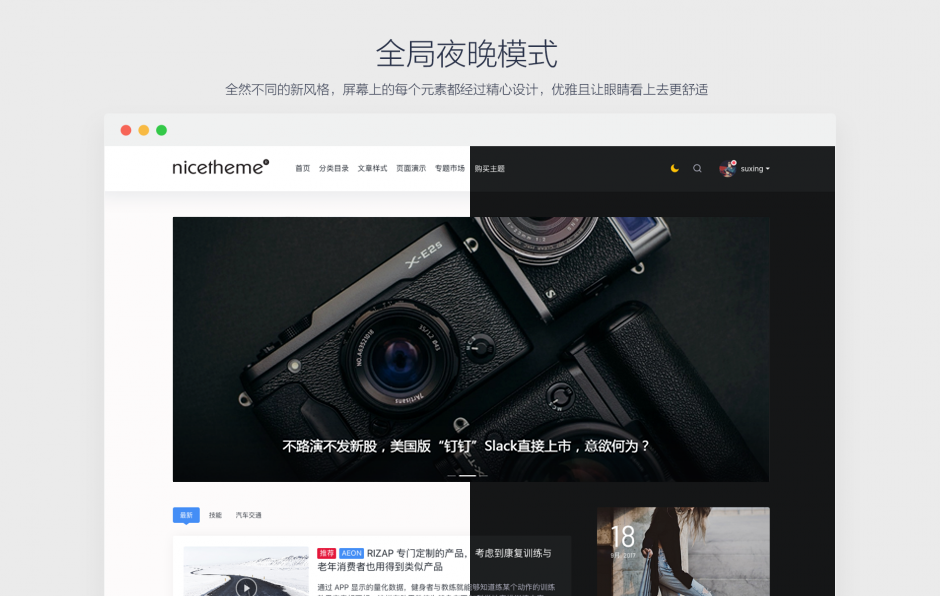 全局夜晚模式
全然不同的新风格，屏幕上的每个元素都经过精心设计，优雅且让眼睛看上去更舒适
nicetheme
首页 分类目录 文章样式 页面演示 专题市场 购买主题
suxing
X-E2s
NO.A6352l018
35/1.2 Ø43
7Artisans
S
M C S
不路演不发新股，美国版“钉钉”Slack直接上市，意欲何为？
最新 技能 汽车交通
18
9月, 2017
推荐 AEON RIZAP 专门定制的产品，考虑到康复训练与
老年消费者也用得到类似产品
通过 APP 显示的量化数据，健身者与教练就能够知道练某个动作的训练